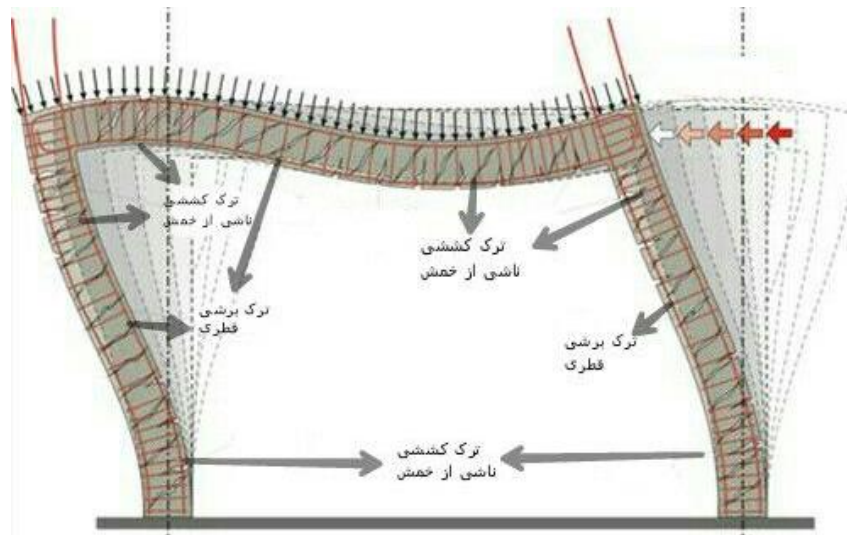 ترک کششی
ناشی از خمش
ترک برشی
قطری
ترک کششی
ناشی از خمش
ترک برشی
قطری
ترک کششی
ناشی از خمش